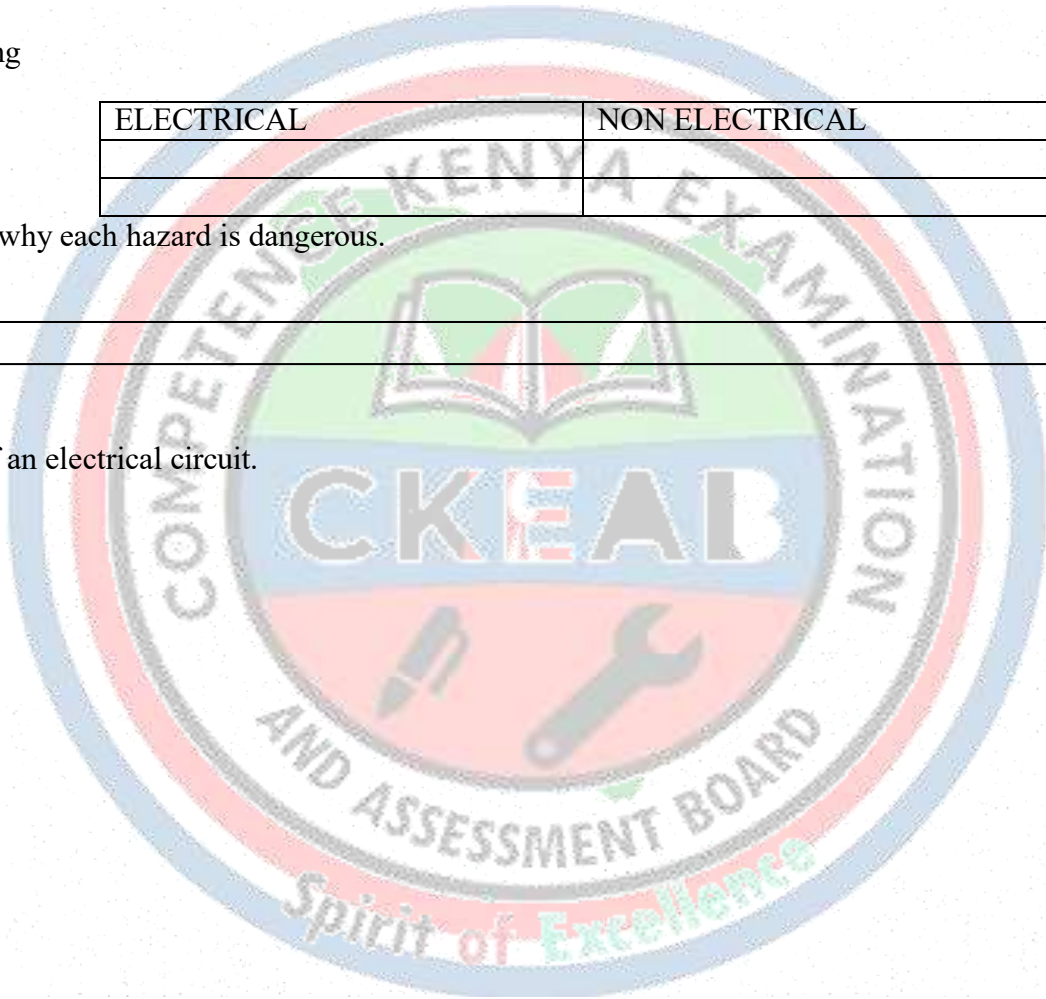 ng
ELECTRICAL NON ELECTRICAL
why each hazard is dangerous.
f an electrical circuit.
COMPETENSE KENYA EXAMINATION
CKEAB
AND ASSESSMENT BOARD
Spirit of Excellence